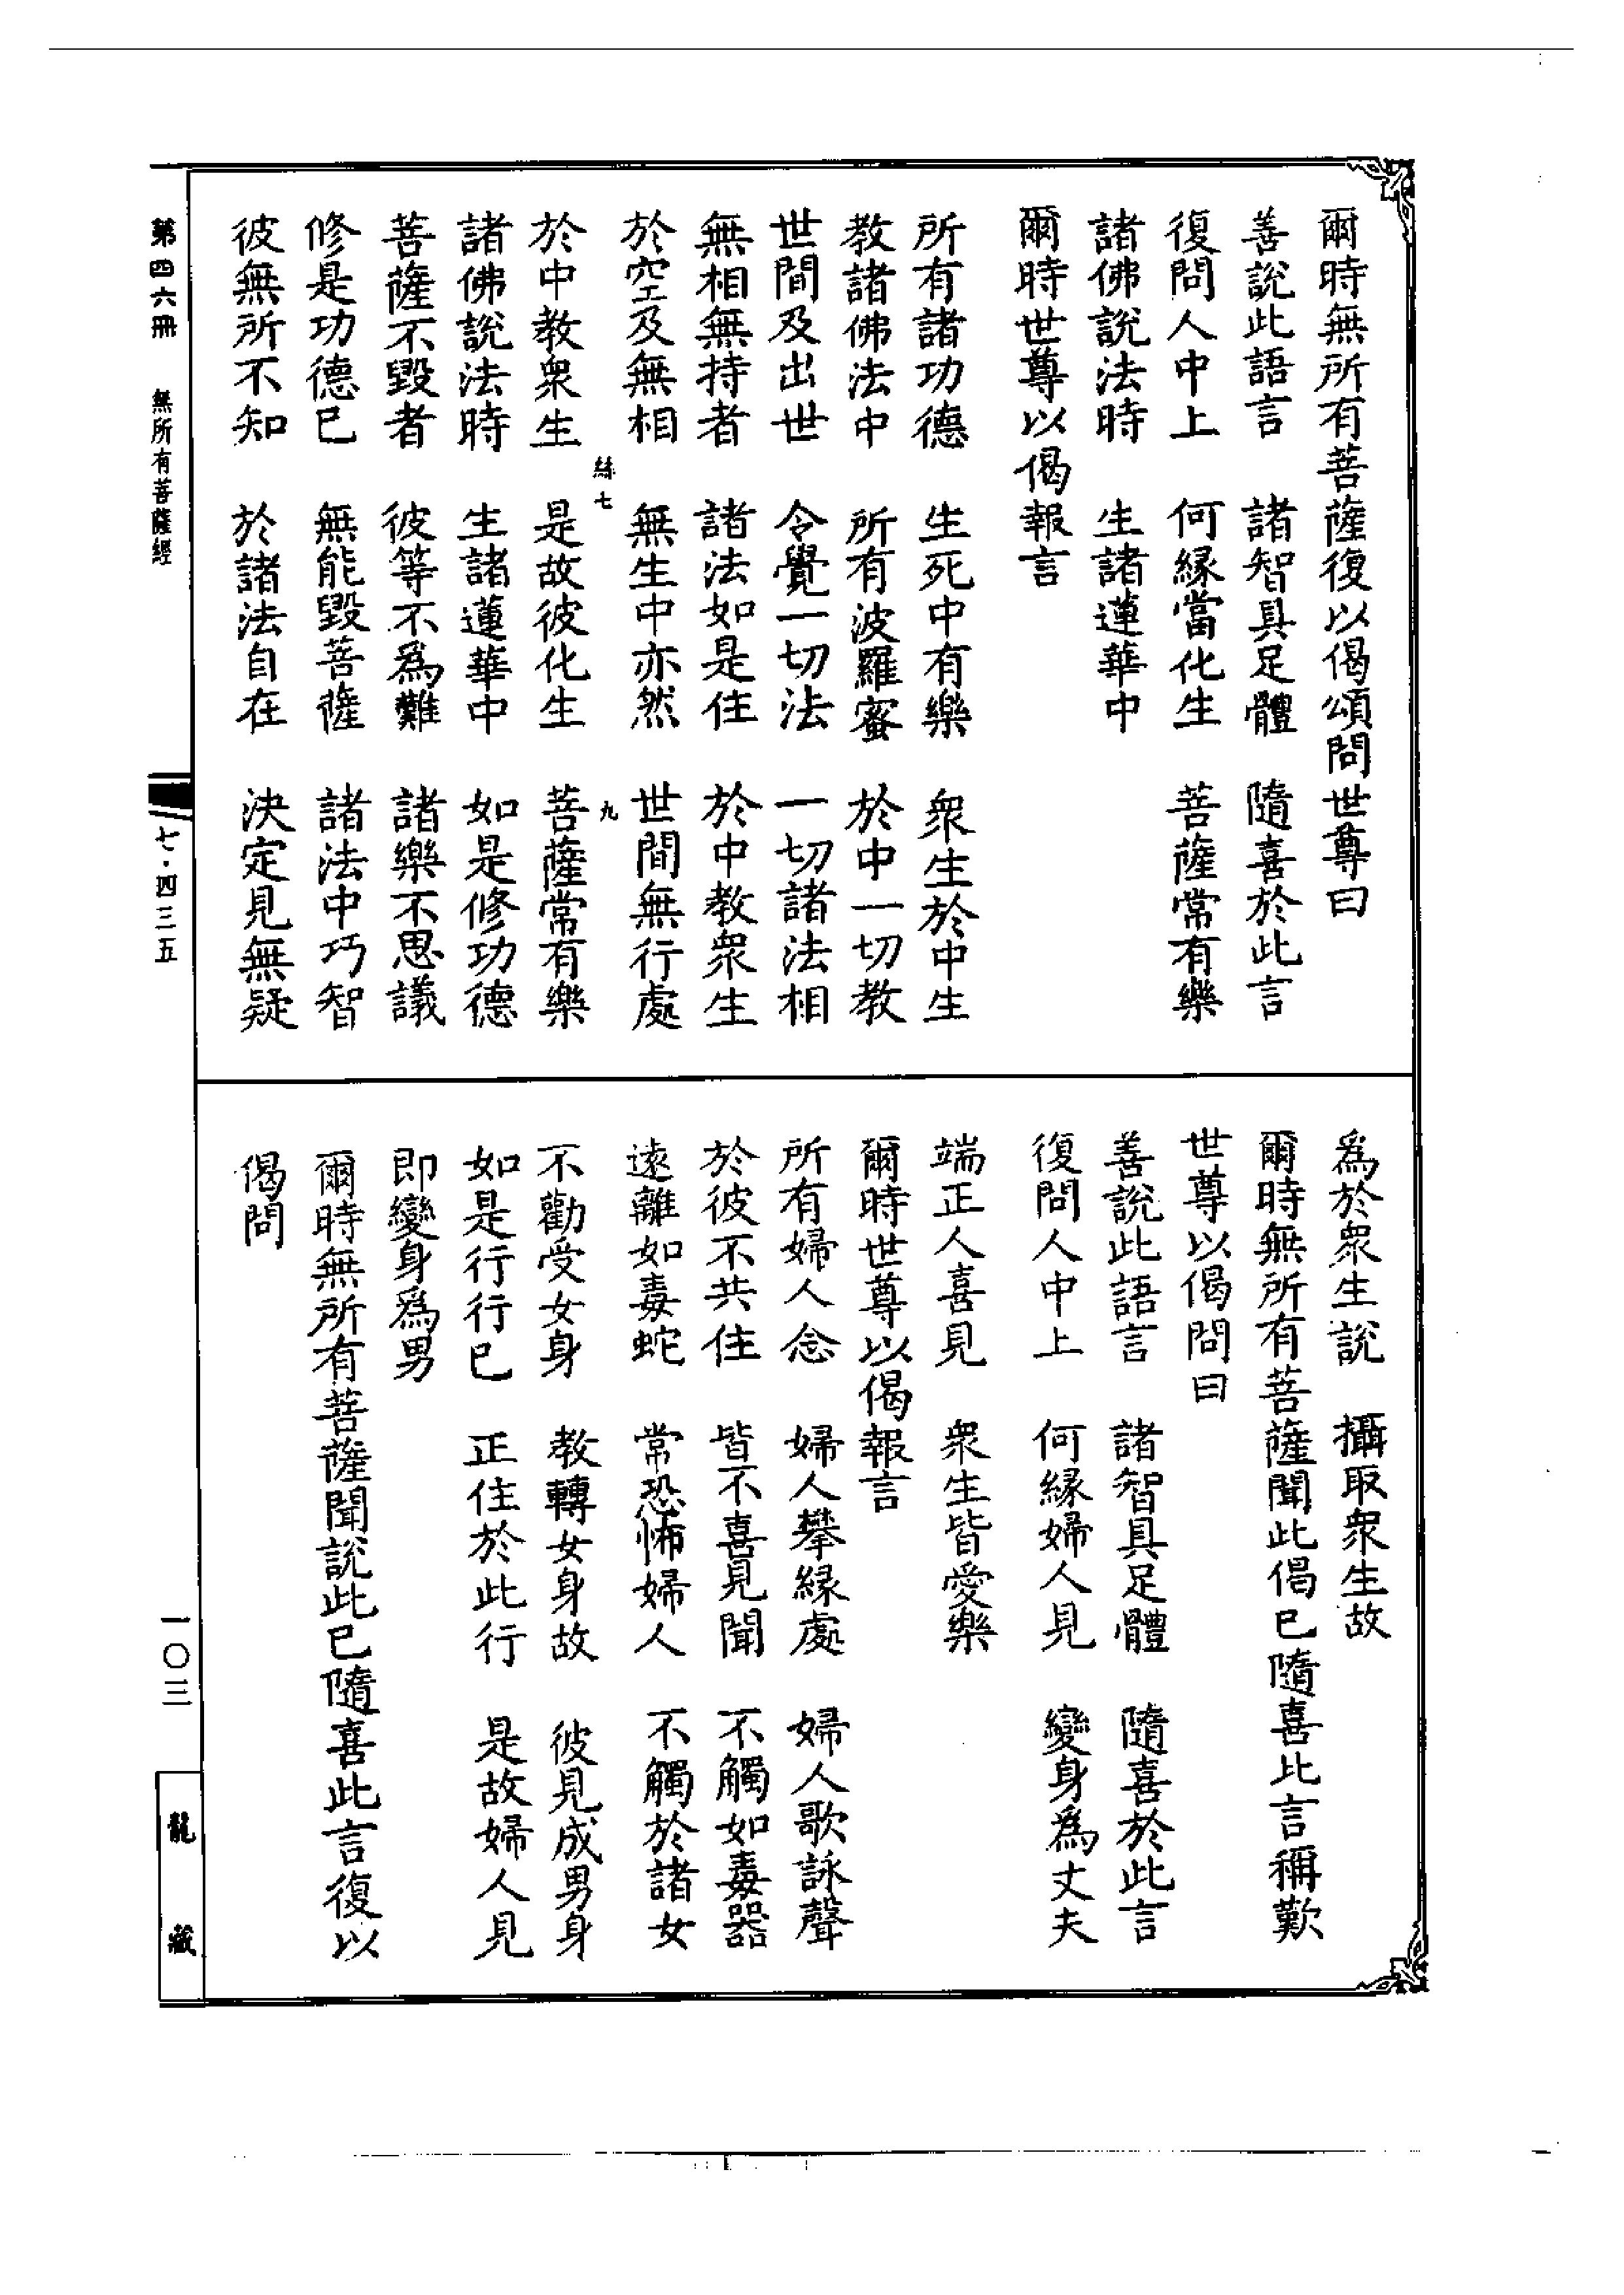 爾時無所有菩薩復以偈頌問世尊曰
善說此語言　諸智具足體　隨喜於此言
復問人中上　何緣當化生　菩薩常有樂
諸佛說法時　生諸蓮華中
爾時世尊以偈報言
所有諸功德　生死中有樂　衆生於中生
教諸佛法中　所有波羅蜜　於中一切教
世間及出世　令覺一切法　一切諸法相
無相無持者　諸法如是住　於中教衆生
於空及無相　無生中亦然　世間無行處
絲七　九
於中教衆生　是故彼化生　菩薩常有樂
諸佛說法時　生諸蓮華中　如是修功德
菩薩不毀者　彼等不爲難　諸樂不思議
修是功德已　無能毀菩薩　諸法中巧智
彼無所不知　於諸法自在　決定見無疑
爲於衆生說　攝取衆生故
爾時無所有菩薩聞此偈已隨喜比言稱歎
世尊以偈問曰
善說此語言　諸智具足體　隨喜於此言
復問人中上　何緣婦人見　變身爲丈夫
端正人喜見　衆生皆愛樂
爾時世尊以偈報言
所有婦人念　婦人攀緣處　婦人歌詠聲
於彼不共住　皆不喜見聞　不觸如毒器
遠離如毒蛇　常恐怖婦人　不觸於諸女
不勸受女身　教轉女身故　彼見成男身
如是行行已　正住於此行　是故婦人見
即變身爲男
爾時無所有菩薩聞說此已隨喜此言復以
偈問
第四六冊　無所有菩薩經
七·四三五
一〇三
龍藏